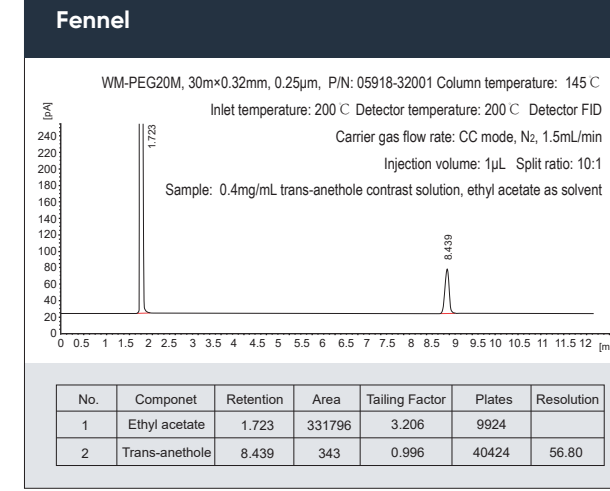 Fennel
WM-PEG20M, 30m×0.32mm, 0.25μm, P/N: 05918-32001 Column temperature: 145℃
Inlet temperature: 200℃ Detector temperature: 200℃ Detector FID
Carrier gas flow rate: CC mode, N2, 1.5mL/min
Injection volume: 1μL Split ratio: 10:1
Sample: 0.4mg/mL trans-anethole contrast solution, ethyl acetate as solvent
[pA]
240
220
200
180
160
140
120
100
80
60
40
20
0
1.723
8.439
0 0.5 1 1.5 2 2.5 3 3.5 4 4.5 5 5.5 6 6.5 7 7.5 8 8.5 9 9.5 10 10.5 11 11.5 12 [m
No. Componet Retention Area Tailing Factor Plates Resolution
1 Ethyl acetate 1.723 331796 3.206 9924
2 Trans-anethole 8.439 343 0.996 40424 56.80